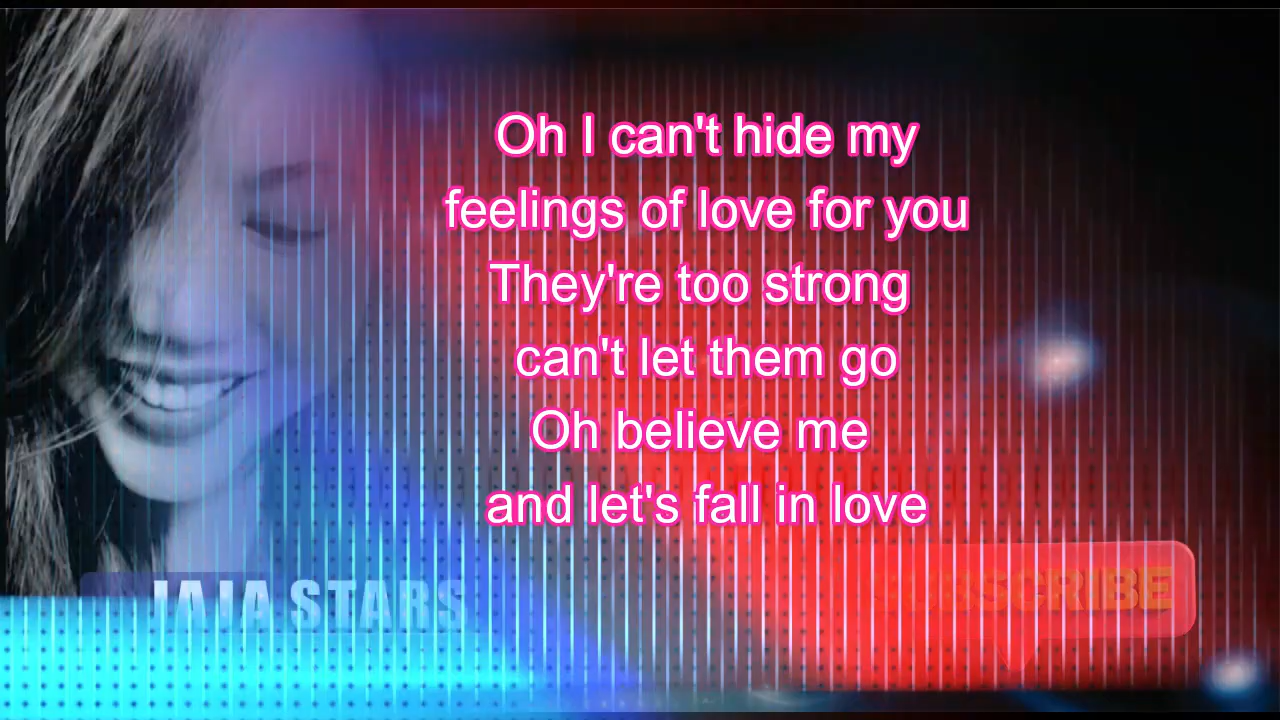 Oh I can't hide my
feelings of love for you
They're too strong
can't let them go
Oh believe me
and let's fall in love
JAJA STARS
SUBSCRIBE